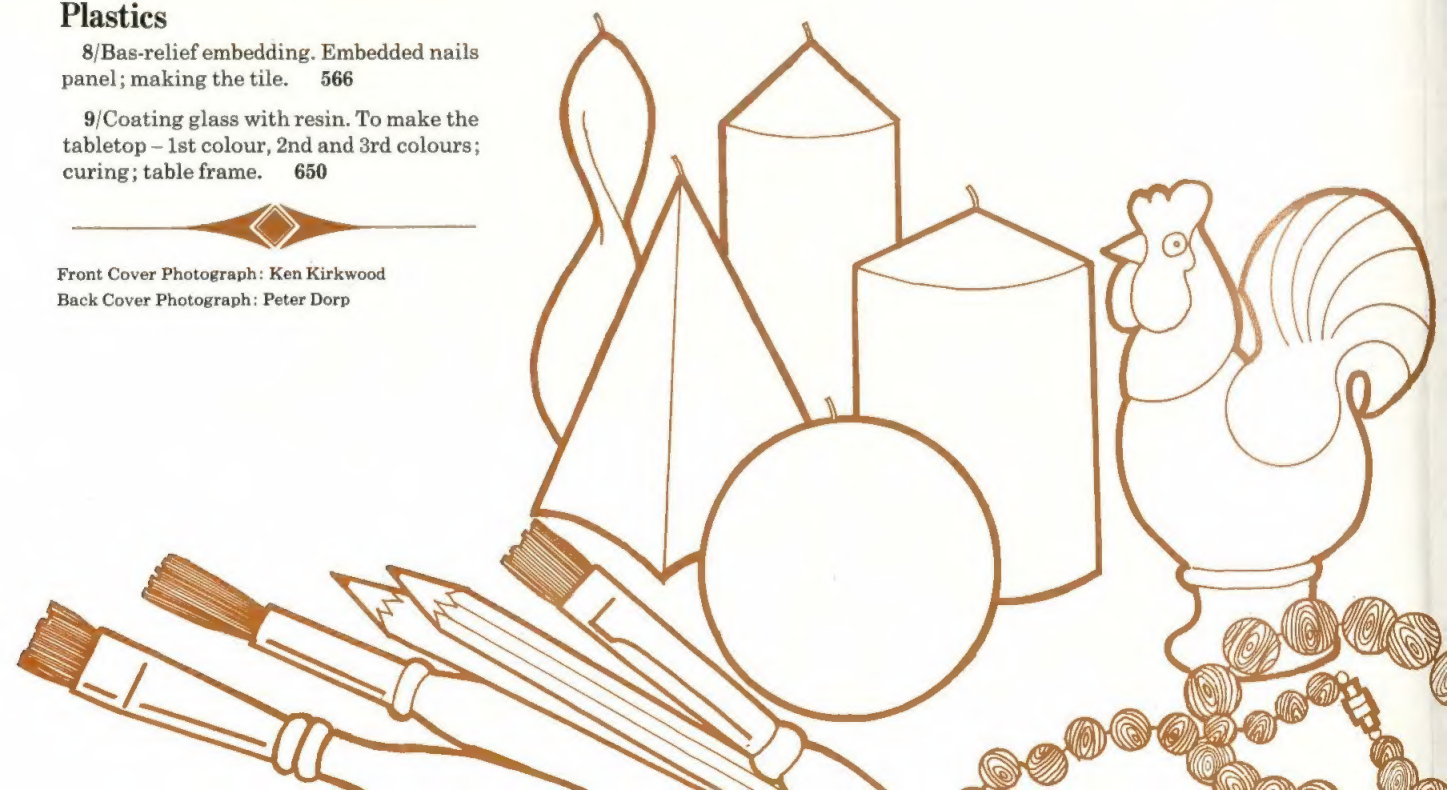 Plastics
8/Bas-relief embedding. Embedded nails
panel; making the tile. 566
9/Coating glass with resin. To make the
tabletop – 1st colour, 2nd and 3rd colours;
curing; table frame. 650
Front Cover Photograph: Ken Kirkwood
Back Cover Photograph: Peter Dorp